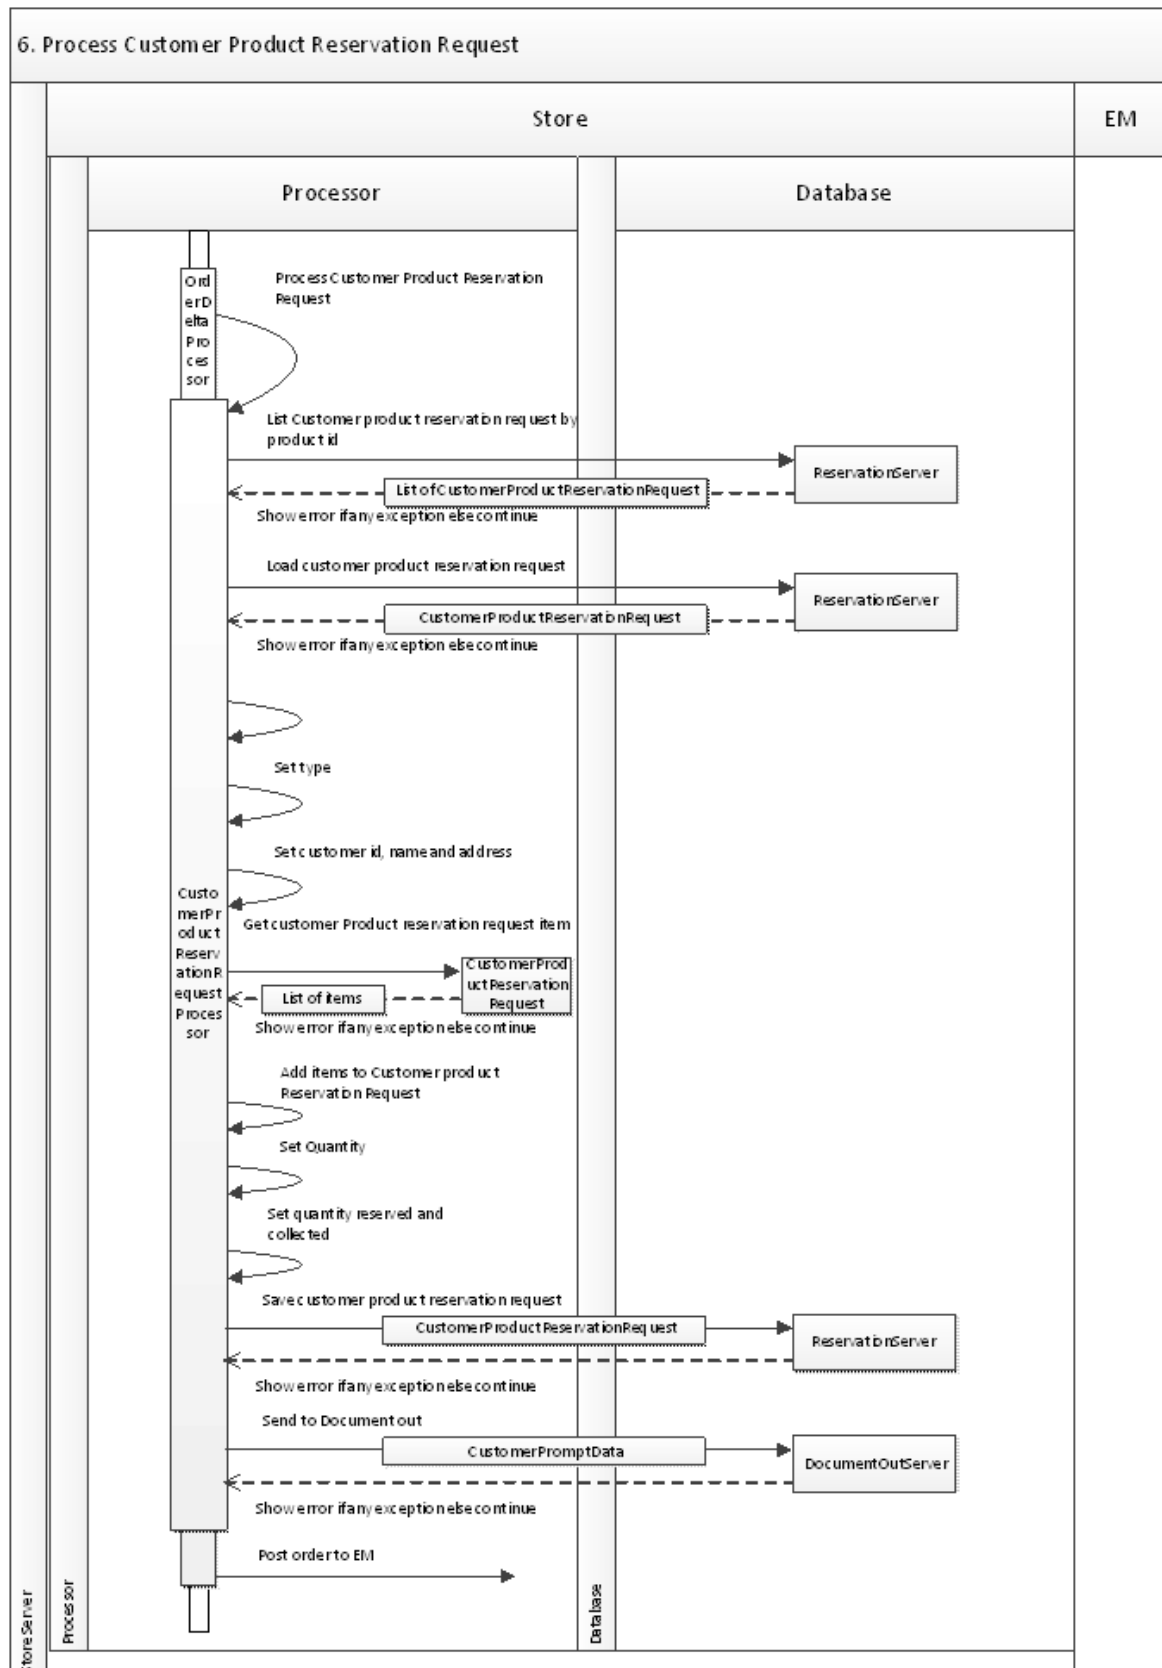 6. Process Customer Product Reservation Request
Store
EM
Processor
Database
Process Customer Product Reservation
Request
Ord
erD
elta
Pro
ces
sor
List Customer product reservation request by
product id
ReservationServer
List of CustomerProductReservationRequest
Show error if any exception else continue
Load customer product reservation request
ReservationServer
CustomerProductReservationRequest
Show error if any exception else continue
Set type
Set customer id, name and address
Custo
merPr
oduct
Reserv
ationR
equest
Proces
sor
Get customer Product reservation request item
CustomerProd
uctReservation
Request
List of items
Show error if any exception else continue
Add items to Customer product
Reservation Request
Set Quantity
Set quantity reserved and
collected
Save customer product reservation request
CustomerProductReservationRequest
ReservationServer
Show error if any exception else continue
Send to Document out
CustomerPromptData
DocumentOutServer
Show error if any exception else continue
Post order to EM
StoreServer
Processor
Database